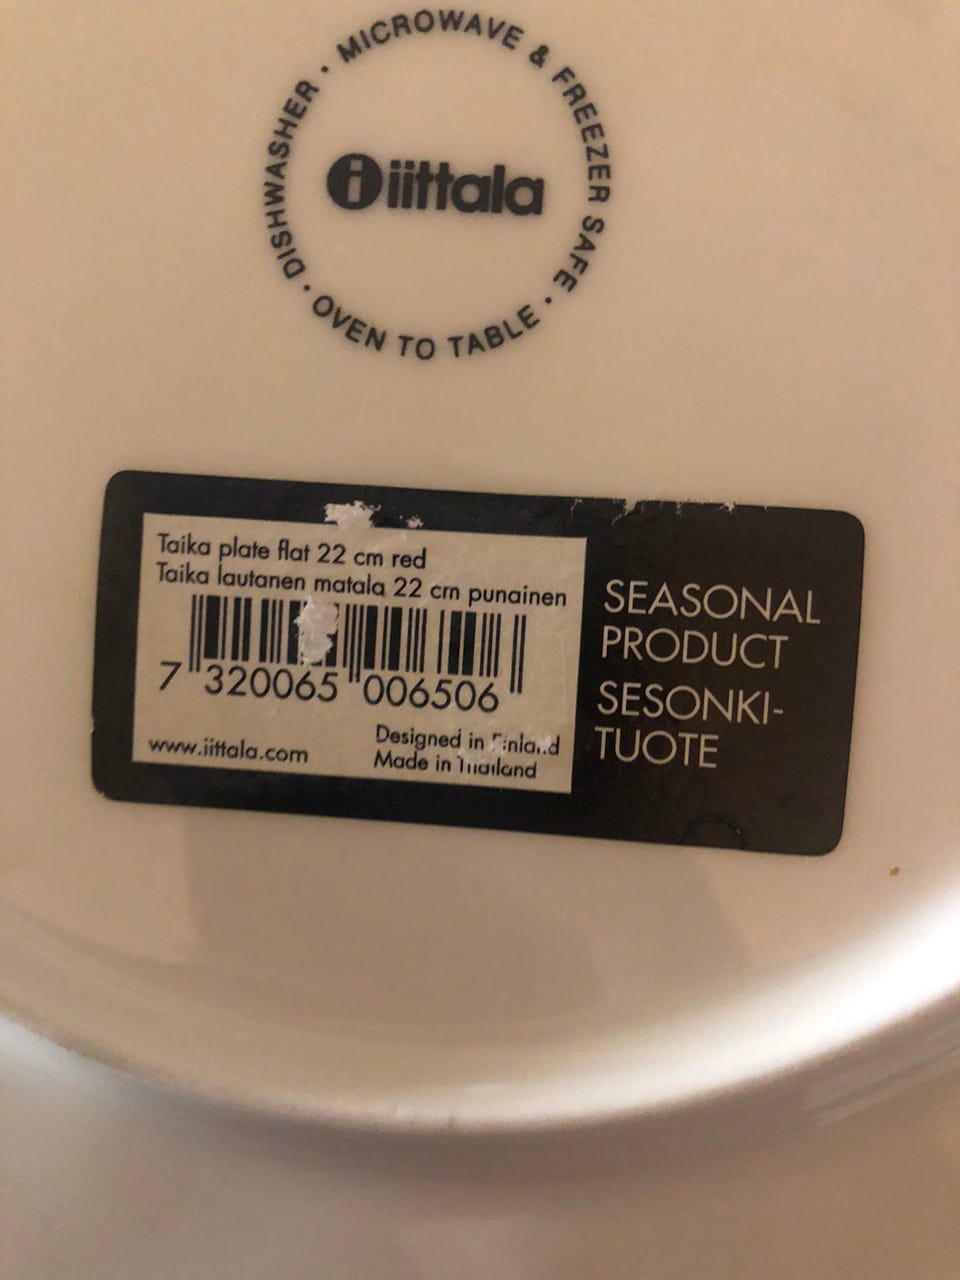 DISHWASHER · MICROWAVE & FREEZER SAFE · OVEN TO TABLE ·
i iittala
Taika plate flat 22 cm red
Taika lautanen matala 22 cm punainen
7 320065 006506
www.iittala.com
Designed in Finland
Made in Thailand
SEASONAL
PRODUCT
SESONKI-
TUOTE